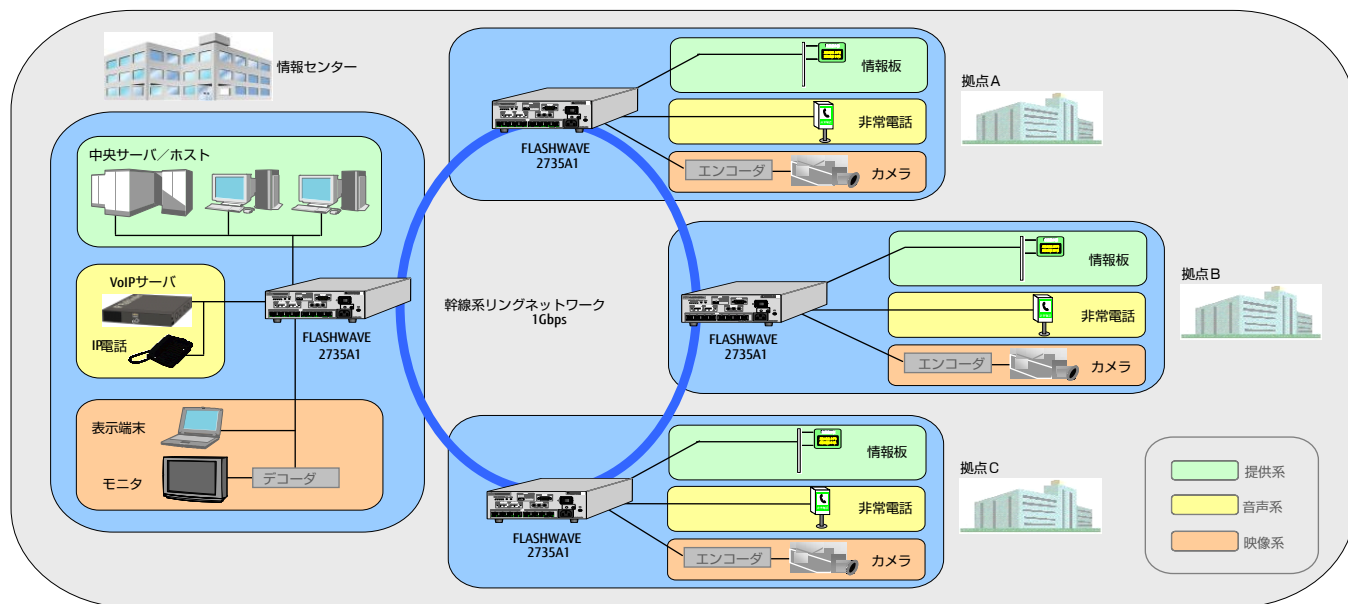 情報センター
中央サーバ／ホスト
VoIPサーバ
IP電話
FLASHWAVE
2735A1
表示端末
モニタ
デコーダ
幹線系リングネットワーク
1Gbps
FLASHWAVE
2735A1
情報板
非常電話
エンコーダ
カメラ
拠点A
FLASHWAVE
2735A1
情報板
非常電話
エンコーダ
カメラ
拠点B
FLASHWAVE
2735A1
情報板
非常電話
エンコーダ
カメラ
拠点C
提供系
音声系
映像系